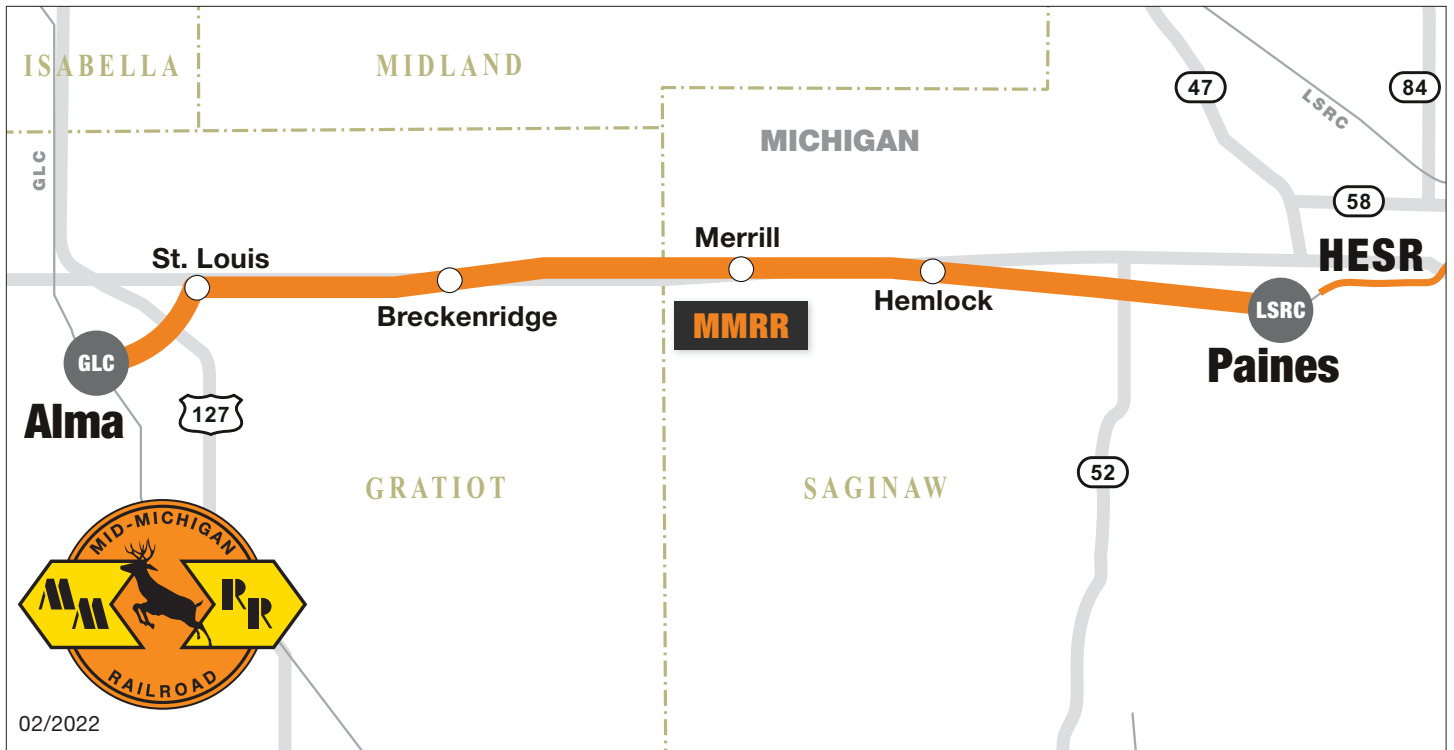 ISABELLA
MIDLAND
47
84
LSRC
MICHIGAN
GLC
58
Merrill
St. Louis
HESR
Breckenridge
Hemlock
LSRC
MMRR
GLC
Paines
Alma
127
52
GRATIOT
SAGINAW
MID-MICHIGAN
MM RR
RAILROAD
02/2022